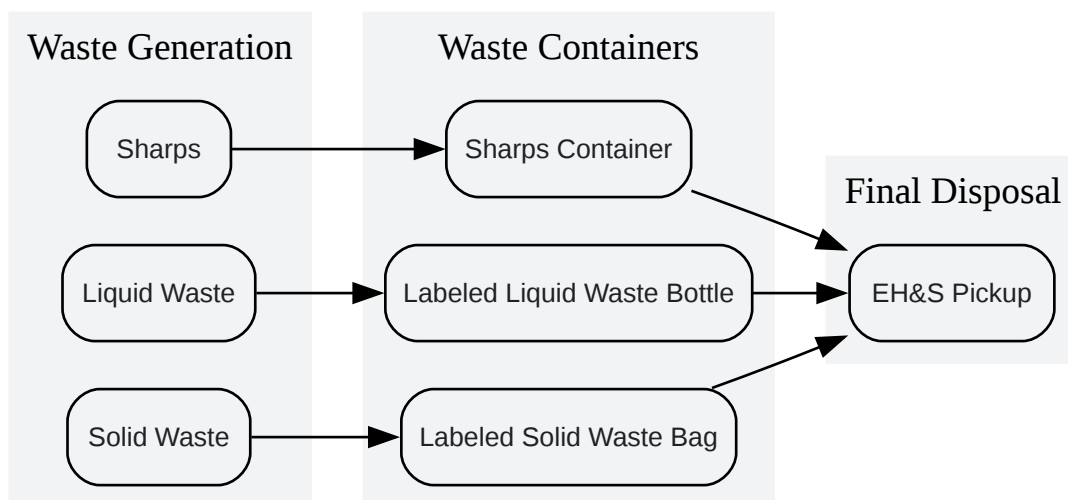 Waste Generation
Waste Containers
Sharps
Sharps Container
Final Disposal
Liquid Waste
Labeled Liquid Waste Bottle
EH&S Pickup
Solid Waste
Labeled Solid Waste Bag